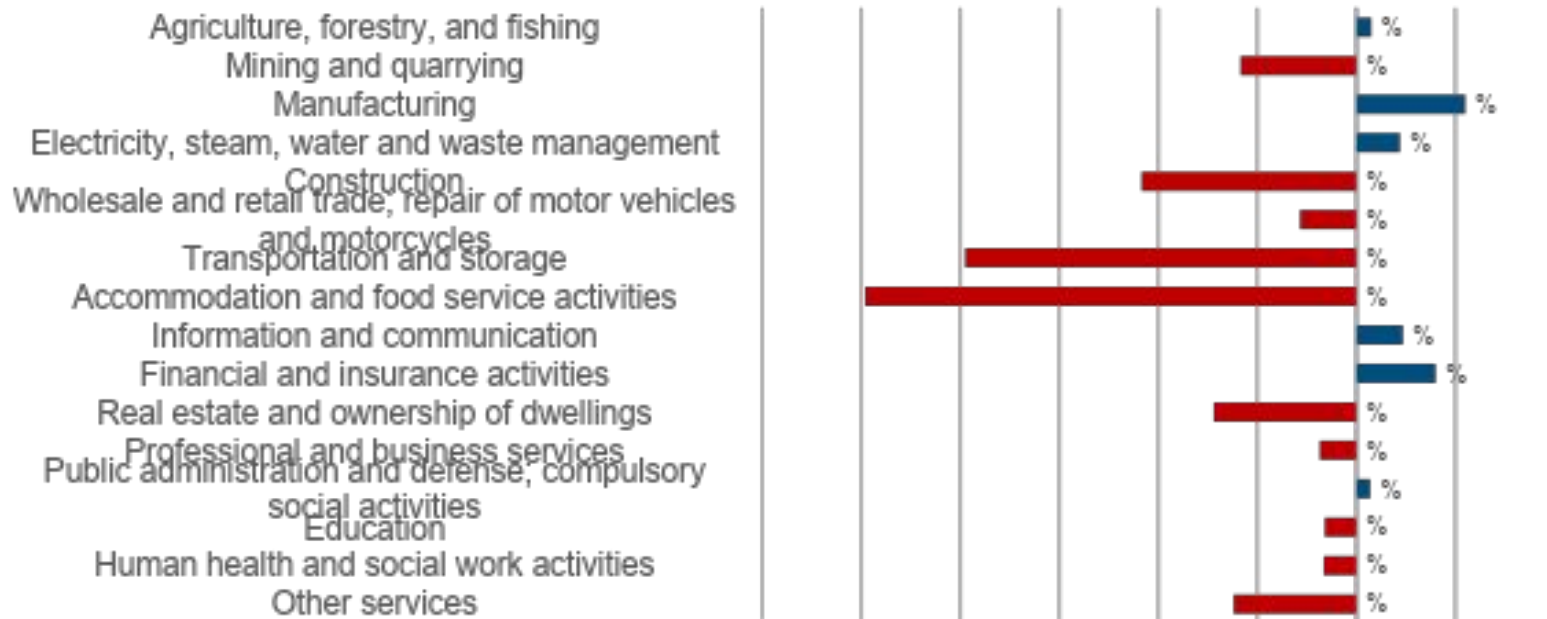 Agriculture, forestry, and fishing %
Mining and quarrying %
Manufacturing %
Electricity, steam, water and waste management %
Construction %
Wholesale and retail trade; repair of motor vehicles
and motorcycles %
Transportation and storage %
Accommodation and food service activities %
Information and communication %
Financial and insurance activities %
Real estate and ownership of dwellings %
Professional and business services %
Public administration and defense; compulsory
social activities %
Education %
Human health and social work activities %
Other services %